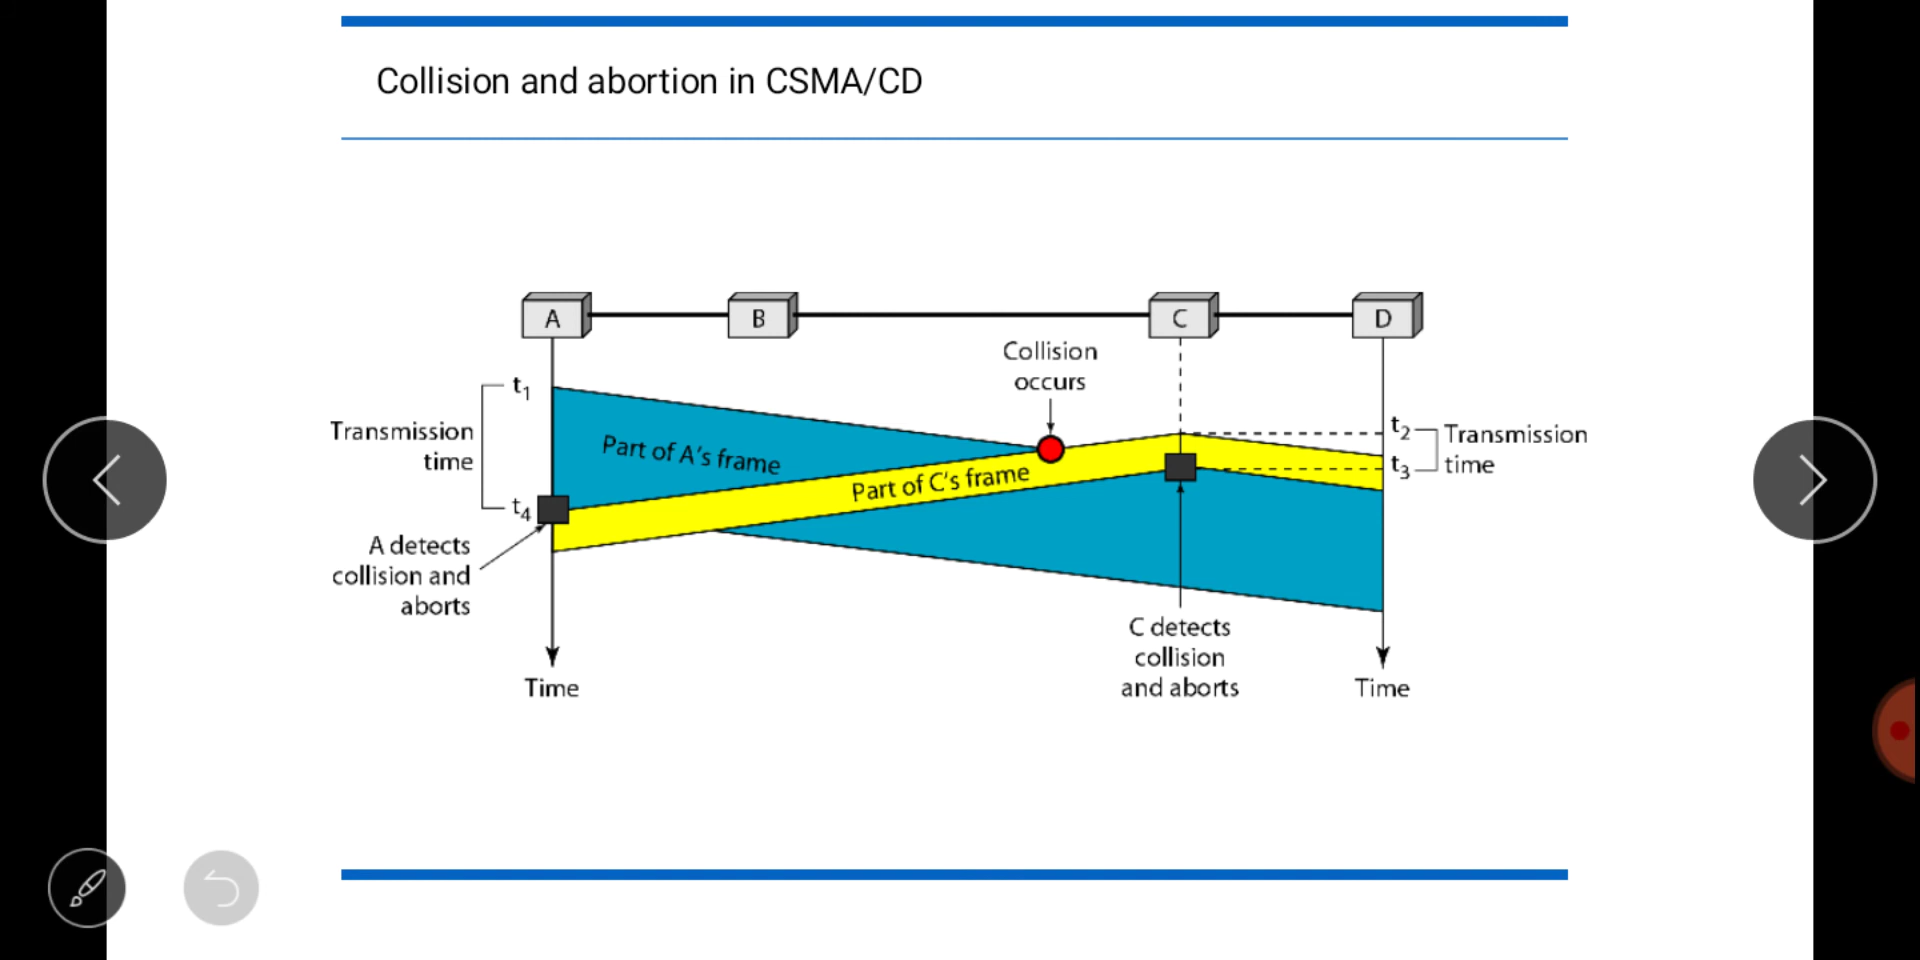 Collision and abortion in CSMA/CD
A
B
C
D
Collision
occurs
t1
t2
Transmission
time
Transmission
time
Part of A's frame
t3
Part of C's frame
t4
A detects
collision and
aborts
C detects
collision
and aborts
Time
Time